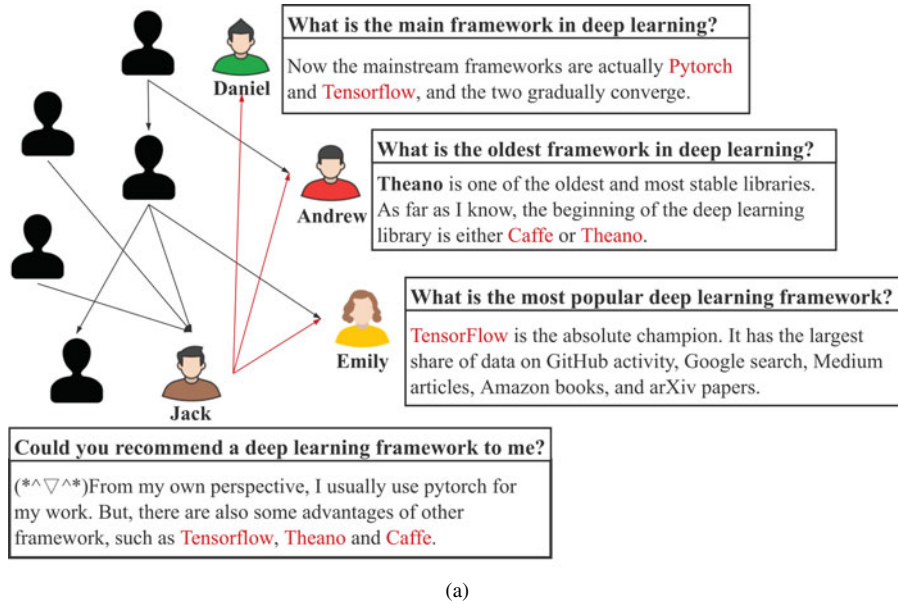 What is the main framework in deep learning?
Now the mainstream frameworks are actually Pytorch
and Tensorflow, and the two gradually converge.
Daniel
What is the oldest framework in deep learning?
Theano is one of the oldest and most stable libraries.
As far as I know, the beginning of the deep learning
library is either Caffe or Theano.
Andrew
What is the most popular deep learning framework?
TensorFlow is the absolute champion. It has the largest
share of data on GitHub activity, Google search, Medium
articles, Amazon books, and arXiv papers.
Emily
Jack
Could you recommend a deep learning framework to me?
(*^▽^*)From my own perspective, I usually use pytorch for
my work. But, there are also some advantages of other
framework, such as Tensorflow, Theano and Caffe.
(a)